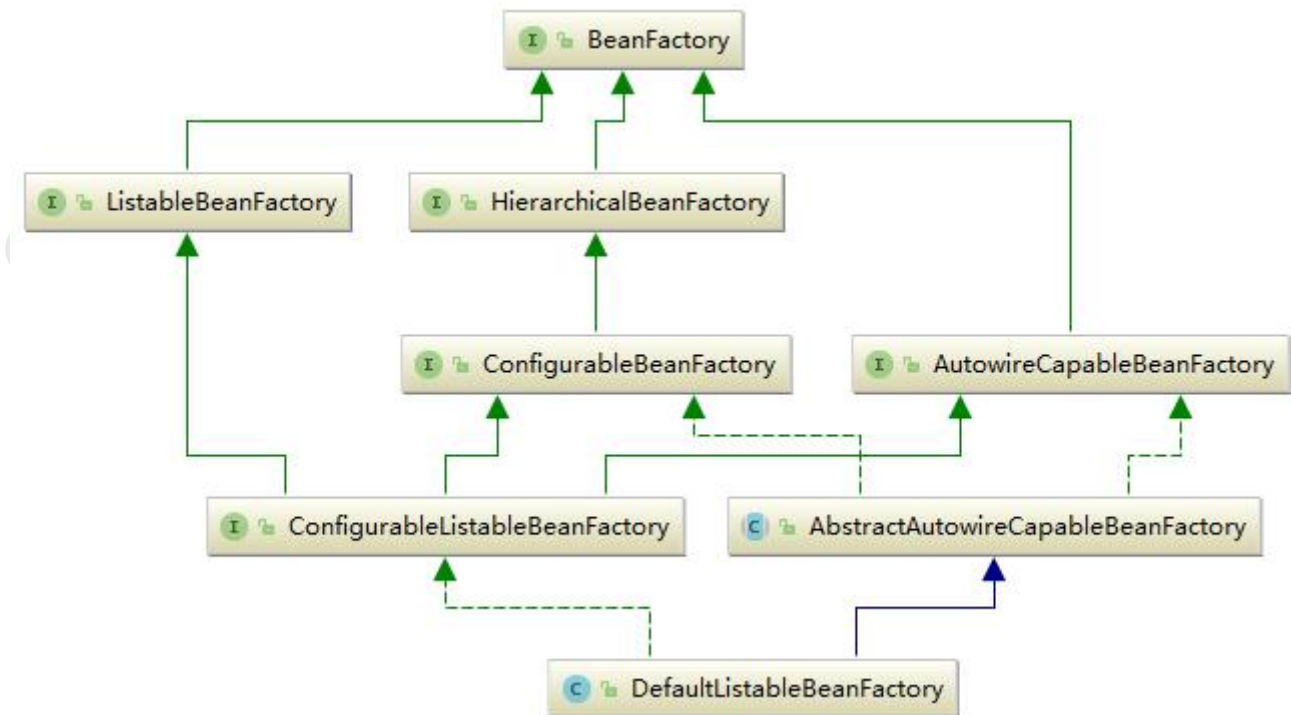 I BeanFactory
I ListableBeanFactory
I HierarchicalBeanFactory
I ConfigurableBeanFactory
I AutowireCapableBeanFactory
I ConfigurableListableBeanFactory
C AbstractAutowireCapableBeanFactory
C DefaultListableBeanFactory